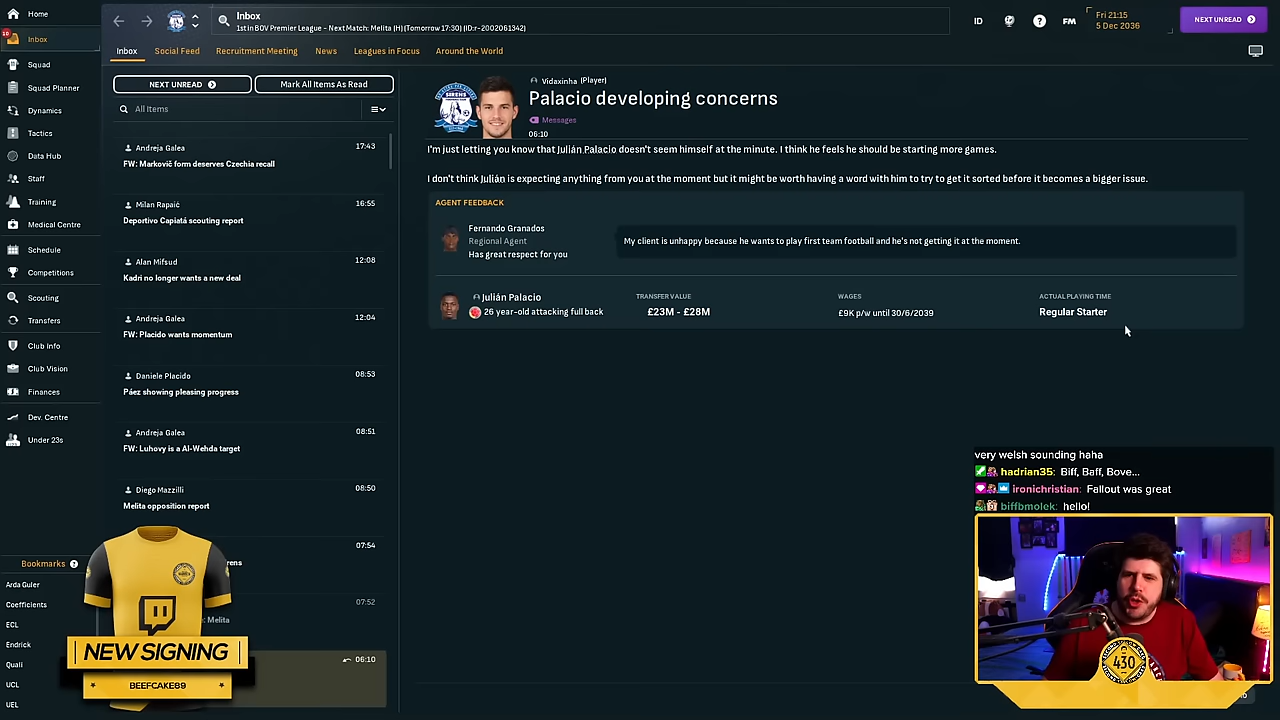 Home
Inbox
Squad
Squad Planner
Dynamics
Tactics
Data Hub
Staff
Training
Medical Centre
Schedule
Competitions
Scouting
Transfers
Club Info
Club Vision
Finances
Dev. Centre
Under 23s
Bookmarks ?
Arda Guler
Coefficients
ECL
Endrick
Quali
UCL
UEL
Inbox
1st in BOV Premier League - Next Match: Melita (H) (Tomorrow 17:30) (ID:r-2002061342)
ID
?
FM
Fri 21:15
5 Dec 2036
NEXT UNREAD
Inbox
Social Feed
Recruitment Meeting
News
Leagues in Focus
Around the World
NEXT UNREAD
Mark All Items As Read
All Items
Andreja Galea
17:43
FW: Marković form deserves Czechia recall
Milan Rapaić
16:55
Deportivo Capiatá scouting report
Alan Mifsud
12:08
Kadri no longer wants a new deal
Andreja Galea
12:04
FW: Placido wants momentum
Daniele Placido
08:53
Páez showing pleasing progress
Andreja Galea
08:51
FW: Luhovy is a Al-Wehda target
Diego Mazzilli
08:50
Melita opposition report
07:54
07:52
: Melita
06:10
SIRENS
Vidaxinha (Player)
Palacio developing concerns
Messages
06:10
I'm just letting you know that Julián Palacio doesn't seem himself at the minute. I think he feels he should be starting more games.
I don't think Julián is expecting anything from you at the moment but it might be worth having a word with him to try to get it sorted before it becomes a bigger issue.
AGENT FEEDBACK
Fernando Granados
Regional Agent
Has great respect for you
My client is unhappy because he wants to play first team football and he's not getting it at the moment.
Julián Palacio
26 year-old attacking full back
TRANSFER VALUE
£23M - £28M
WAGES
£9K p/w until 30/6/2039
ACTUAL PLAYING TIME
Regular Starter
very welsh sounding haha
hadrian35: Biff, Baff, Bove...
ironichristian: Fallout was great
biffbmolek: hello!
NEW SIGNING
BEEFCAKE89
430